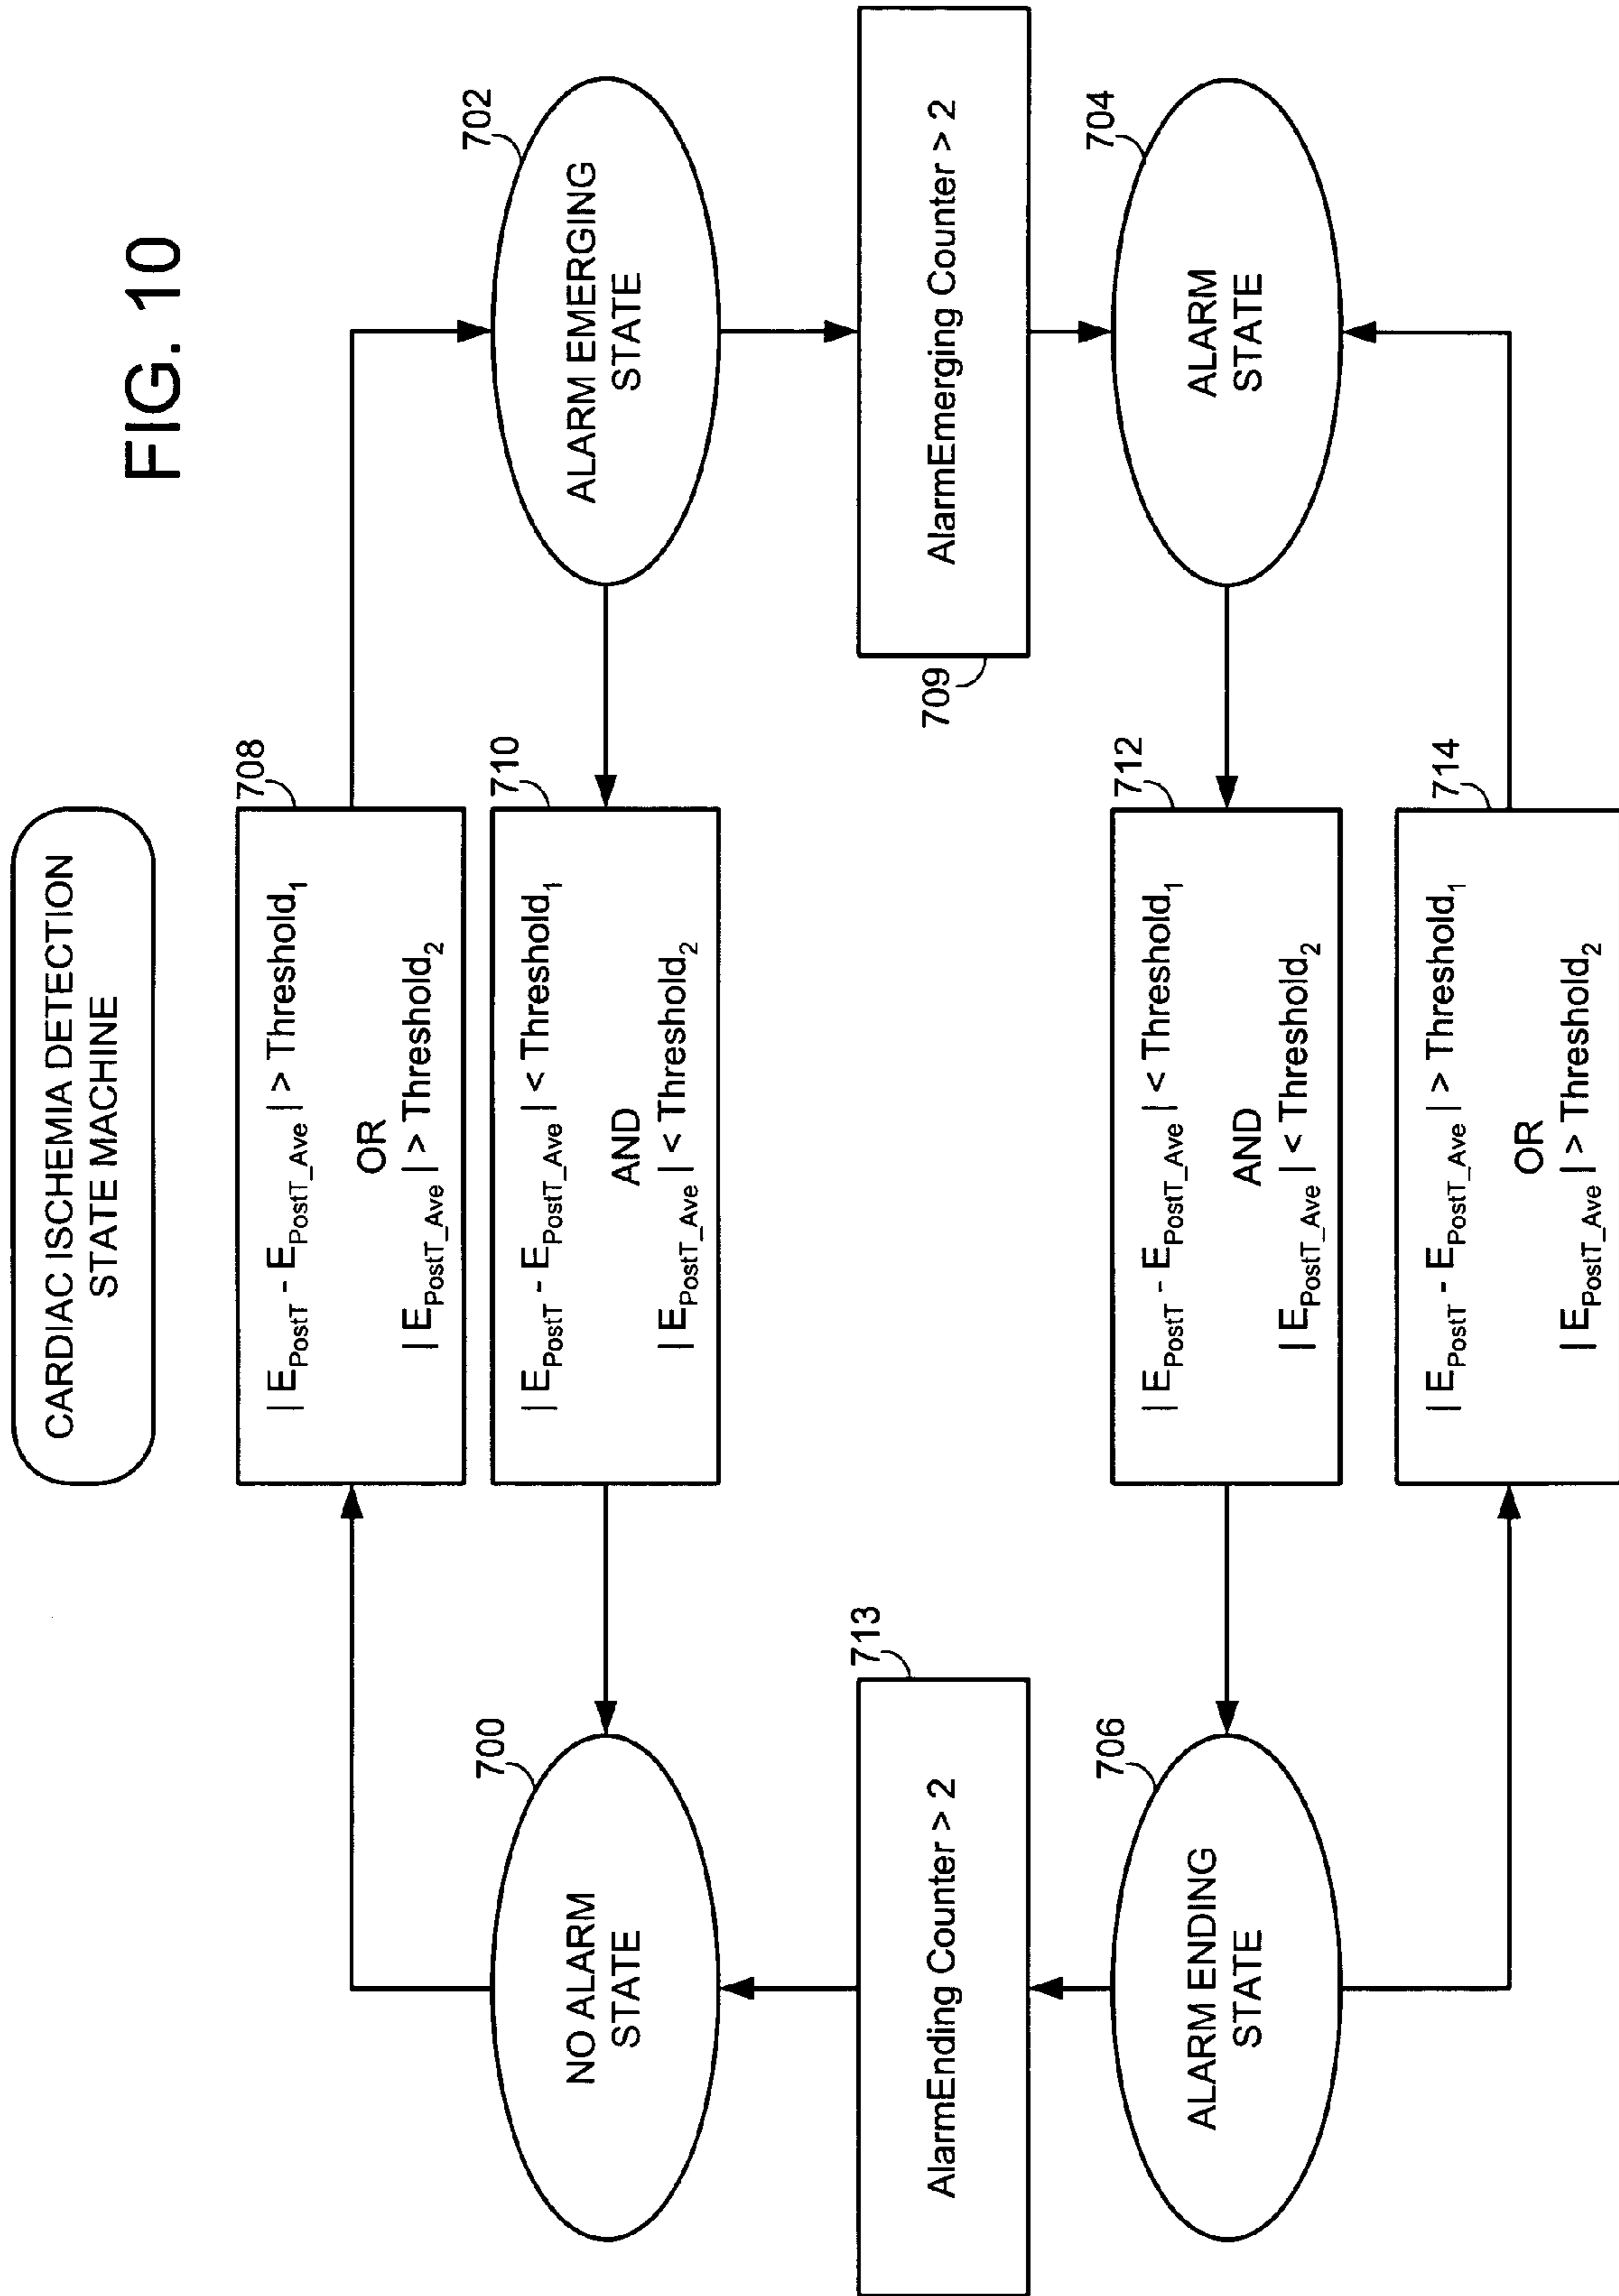 FIG. 10
CARDIAC ISCHEMIA DETECTION
STATE MACHINE
708
| E_PostT - E_PostT_Ave | > Threshold_1
OR
| E_PostT_Ave | > Threshold_2
700
NO ALARM
STATE
710
| E_PostT - E_PostT_Ave | < Threshold_1
AND
| E_PostT_Ave | < Threshold_2
702
ALARM EMERGING
STATE
713
AlarmEnding Counter > 2
709
AlarmEmerging Counter > 2
706
ALARM ENDING
STATE
712
| E_PostT - E_PostT_Ave | < Threshold_1
AND
| E_PostT_Ave | < Threshold_2
704
ALARM
STATE
714
| E_PostT - E_PostT_Ave | > Threshold_1
OR
| E_PostT_Ave | > Threshold_2